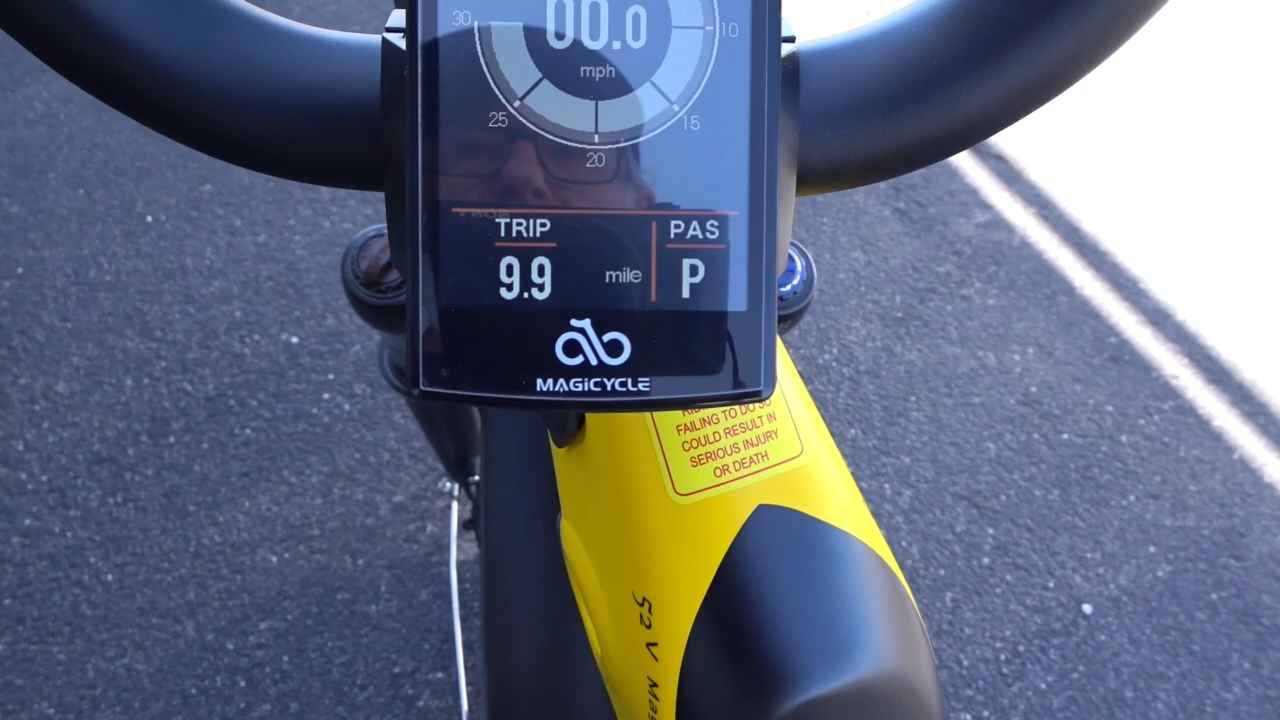 00.0
mph
30
10
25
15
20
TRIP
PAS
9.9 mile
P
MAGiCYCLE
FAILING TO DO SO
COULD RESULT IN
SERIOUS INJURY
OR DEATH
52 V